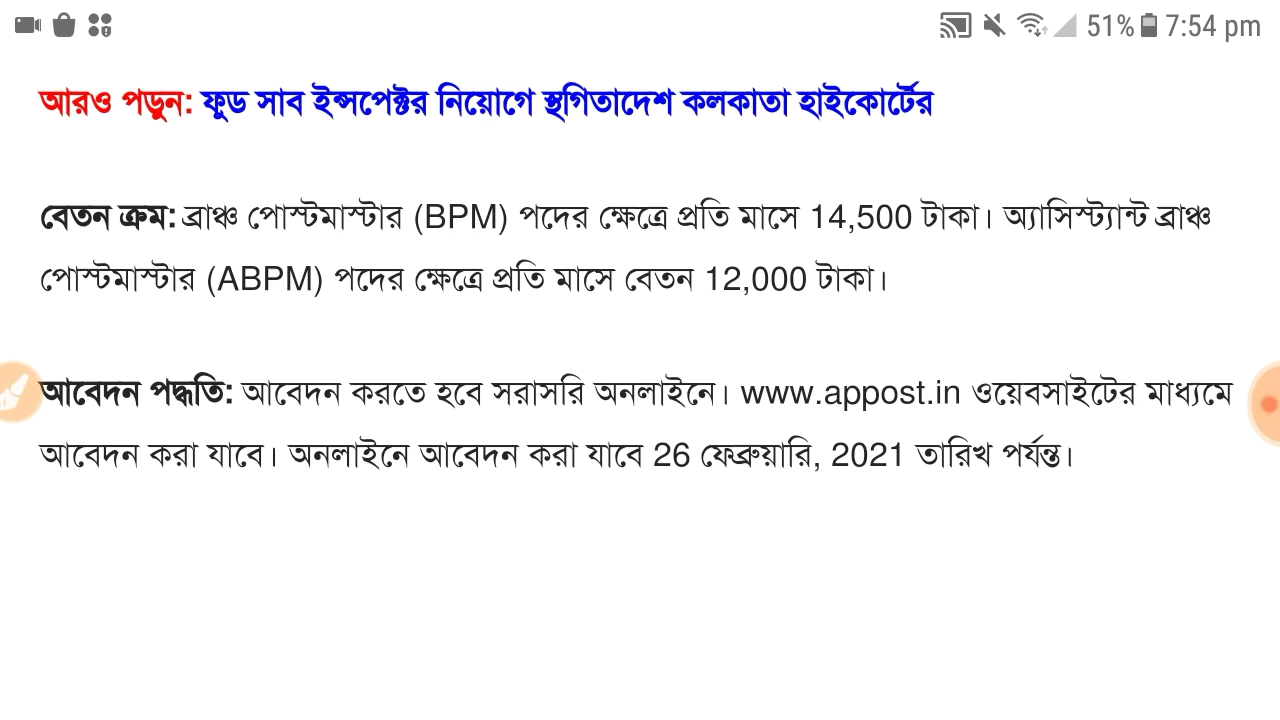 51% 7:54 pm
আরও পড়ুন: ফুড সাব ইন্সপেক্টর নিয়োগে স্থগিতাদেশ কলকাতা হাইকোর্টের
বেতন ক্রম: ব্রাঞ্চ পোস্টমাস্টার (BPM) পদের ক্ষেত্রে প্রতি মাসে 14,500 টাকা। অ্যাসিস্ট্যান্ট ব্রাঞ্চ
পোস্টমাস্টার (ABPM) পদের ক্ষেত্রে প্রতি মাসে বেতন 12,000 টাকা।
আবেদন পদ্ধতি: আবেদন করতে হবে সরাসরি অনলাইনে। www.appost.in ওয়েবসাইটের মাধ্যমে
আবেদন করা যাবে। অনলাইনে আবেদন করা যাবে 26 ফেব্রুয়ারি, 2021 তারিখ পর্যন্ত।